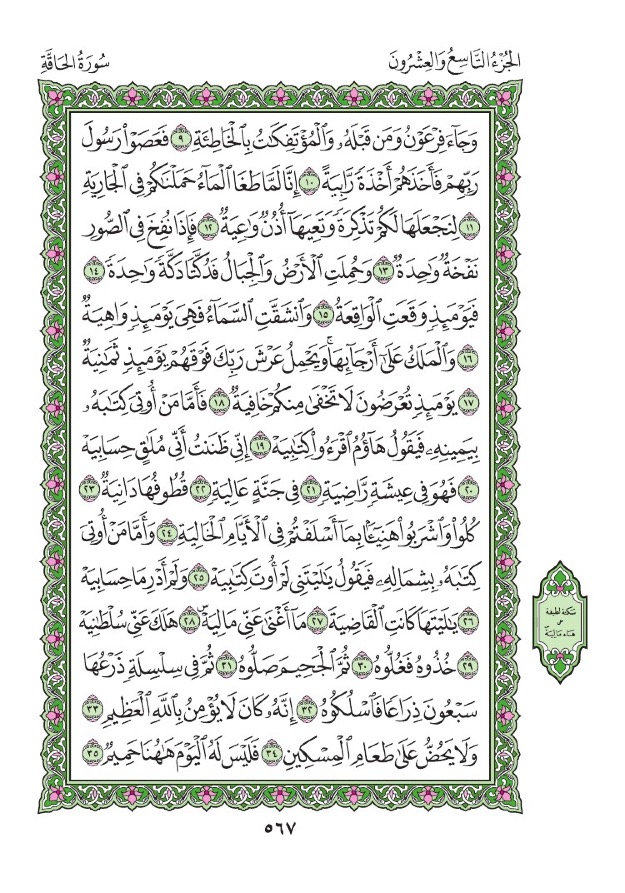 الجُزْءُ التَّاسِعُ وَالعِشْرُونَ
سُورَةُ الحَاقَّةِ
وَجَآءَ فِرْعَوْنُ وَمَن قَبْلَهُۥ وَٱلْمُؤْتَفِكَٰتُ بِٱلْخَاطِئَةِ ٩ فَعَصَوْا۟ رَسُولَ
رَبِّهِمْ فَأَخَذَهُمْ أَخْذَةً رَّابِيَةً ١٠ إِنَّا لَمَّا طَغَا ٱلْمَآءُ حَمَلْنَٰكُمْ فِى ٱلْجَارِيَةِ
١١ لِنَجْعَلَهَا لَكُمْ تَذْكِرَةً وَتَعِيَهَآ أُذُنٌ وَٰعِيَةٌ ١٢ فَإِذَا نُفِخَ فِى ٱلصُّورِ
نَفْخَةٌ وَٰحِدَةٌ ١٣ وَحُمِلَتِ ٱلْأَرْضُ وَٱلْجِبَالُ فَدُكَّتَا دَكَّةً وَٰحِدَةً ١٤
فَيَوْمَئِذٍ وَقَعَتِ ٱلْوَاقِعَةُ ١٥ وَٱنشَقَّتِ ٱلسَّمَآءُ فَهِىَ يَوْمَئِذٍ وَاهِيَةٌ
١٦ وَٱلْمَلَكُ عَلَىٰٓ أَرْجَآئِهَا ۚ وَيَحْمِلُ عَرْشَ رَبِّكَ فَوْقَهُمْ يَوْمَئِذٍ ثَمَٰنِيَةٌ
١٧ يَوْمَئِذٍ تُعْرَضُونَ لَا تَخْفَىٰ مِنكُمْ خَافِيَةٌ ١٨ فَأَمَّا مَنْ أُوتِىَ كِتَٰبَهُۥ
بِيَمِينِهِۦ فَيَقُولُ هَآؤُمُ ٱقْرَءُوا۟ كِتَٰبِيَهْ ١٩ إِنِّى ظَنَنتُ أَنِّى مُلَٰقٍ حِسَابِيَهْ
٢٠ فَهُوَ فِى عِيشَةٍ رَّاضِيَةٍ ٢١ فِى جَنَّةٍ عَالِيَةٍ ٢٢ قُطُوفُهَا دَانِيَةٌ ٢٣
كُلُوا۟ وَٱشْرَبُوا۟ هَنِيٓـًٔۢا بِمَآ أَسْلَفْتُمْ فِى ٱلْأَيَّامِ ٱلْخَالِيَةِ ٢٤ وَأَمَّا مَنْ أُوتِىَ
كِتَٰبَهُۥ بِشِمَالِهِۦ فَيَقُولُ يَٰلَيْتَنِى لَمْ أُوتَ كِتَٰبِيَهْ ٢٥ وَلَمْ أَدْرِ مَا حِسَابِيَهْ
٢٦ يَٰلَيْتَهَا كَانَتِ ٱلْقَاضِيَةَ ٢٧ مَآ أَغْنَىٰ عَنِّى مَالِيَهْ ۜ ٢٨ هَلَكَ عَنِّى سُلْطَٰنِيَهْ
٢٩ خُذُوهُ فَغُلُّوهُ ٣٠ ثُمَّ ٱلْجَحِيمَ صَلُّوهُ ٣١ ثُمَّ فِى سِلْسِلَةٍ ذَرْعُهَا
سَبْعُونَ ذِرَاعًا فَٱسْلُكُوهُ ٣٢ إِنَّهُۥ كَانَ لَا يُؤْمِنُ بِٱللَّهِ ٱلْعَظِيمِ ٣٣
وَلَا يَحُضُّ عَلَىٰ طَعَامِ ٱلْمِسْكِينِ ٣٤ فَلَيْسَ لَهُ ٱلْيَوْمَ هَٰهُنَا حَمِيمٌ ٣٥
سكتة لطيفة
على
هاء مَالِيَهْ
٥٦٧